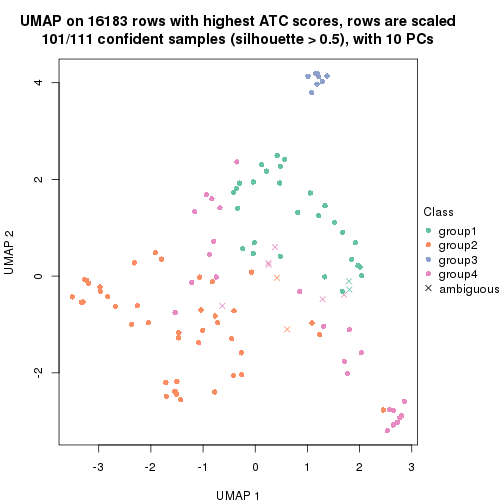 UMAP on 16183 rows with highest ATC scores, rows are scaled
101/111 confident samples (silhouette > 0.5), with 10 PCs
4
2
0
-2
UMAP 2
-3
-2
-1
0
1
2
3
UMAP 1
Class
group1
group2
group3
group4
ambiguous